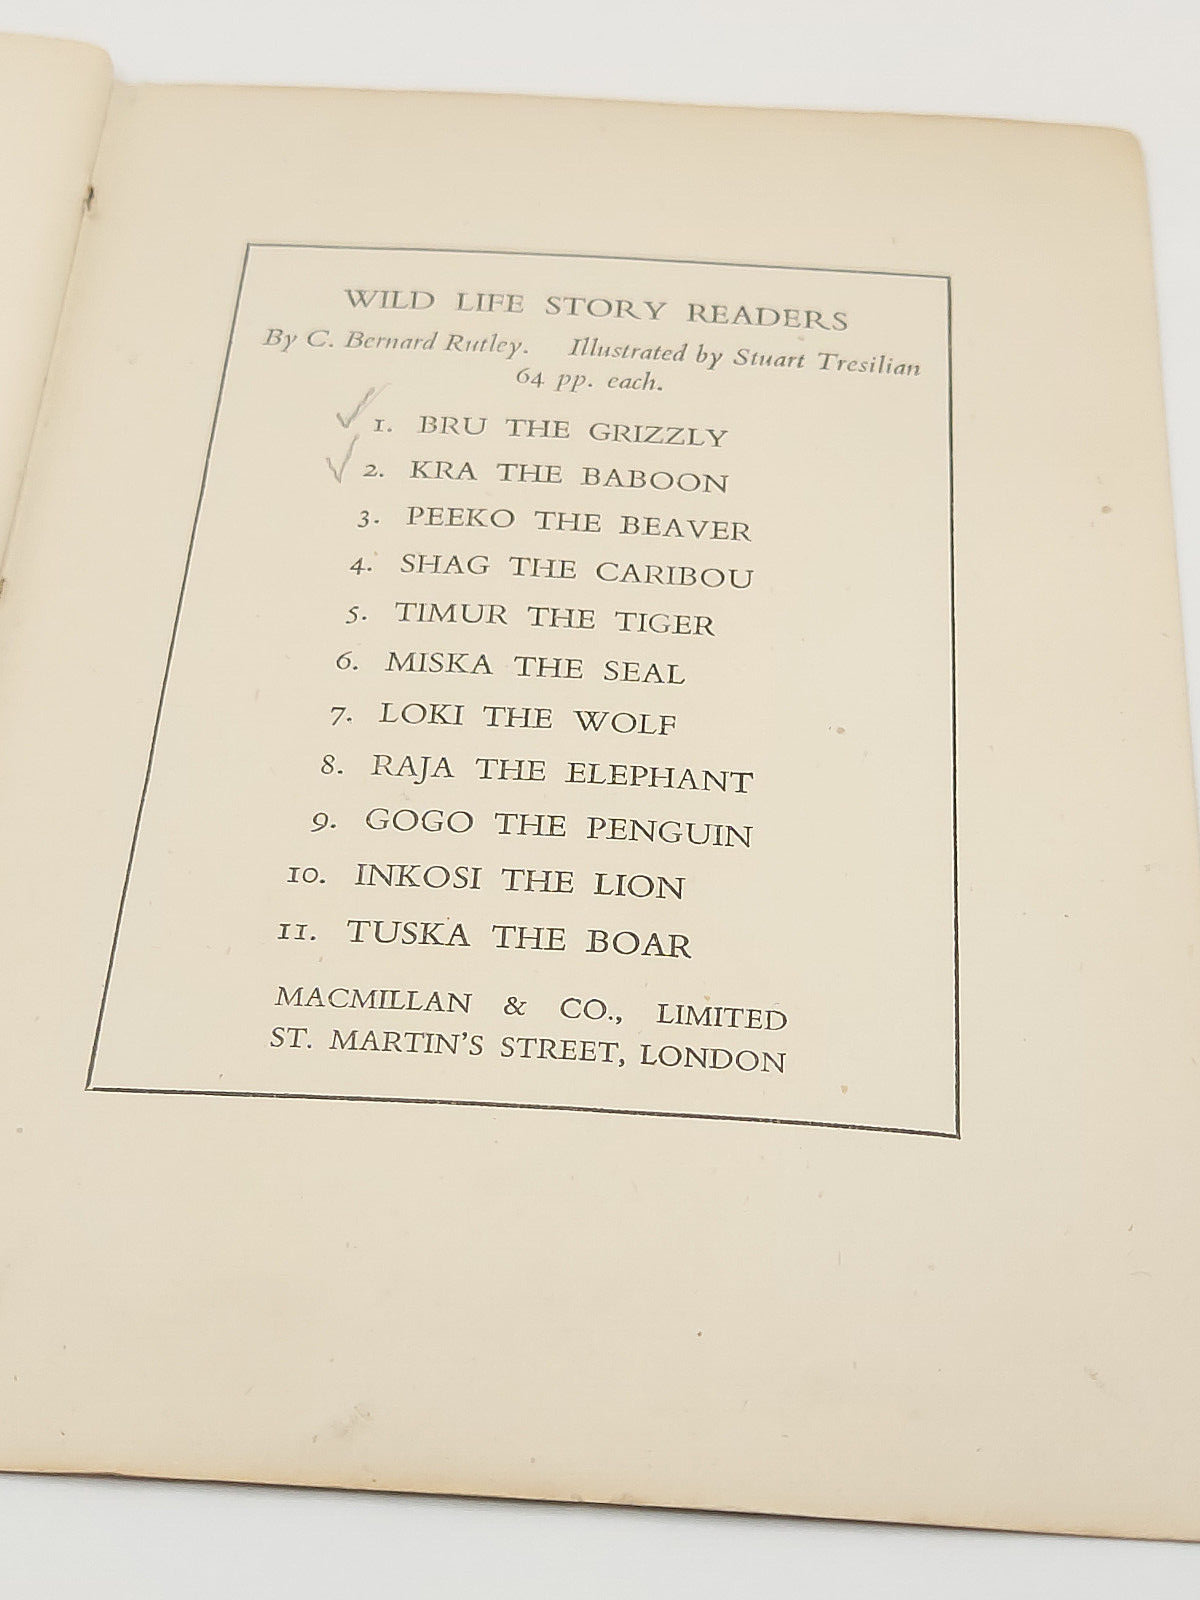 WILD LIFE STORY READERS
By C. Bernard Rutley. Illustrated by Stuart Tresilian
64 pp. each.
1. BRU THE GRIZZLY
2. KRA THE BABOON
3. PEEKO THE BEAVER
4. SHAG THE CARIBOU
5. TIMUR THE TIGER
6. MISKA THE SEAL
7. LOKI THE WOLF
8. RAJA THE ELEPHANT
9. GOGO THE PENGUIN
10. INKOSI THE LION
11. TUSKA THE BOAR
MACMILLAN & CO., LIMITED
ST. MARTIN'S STREET, LONDON